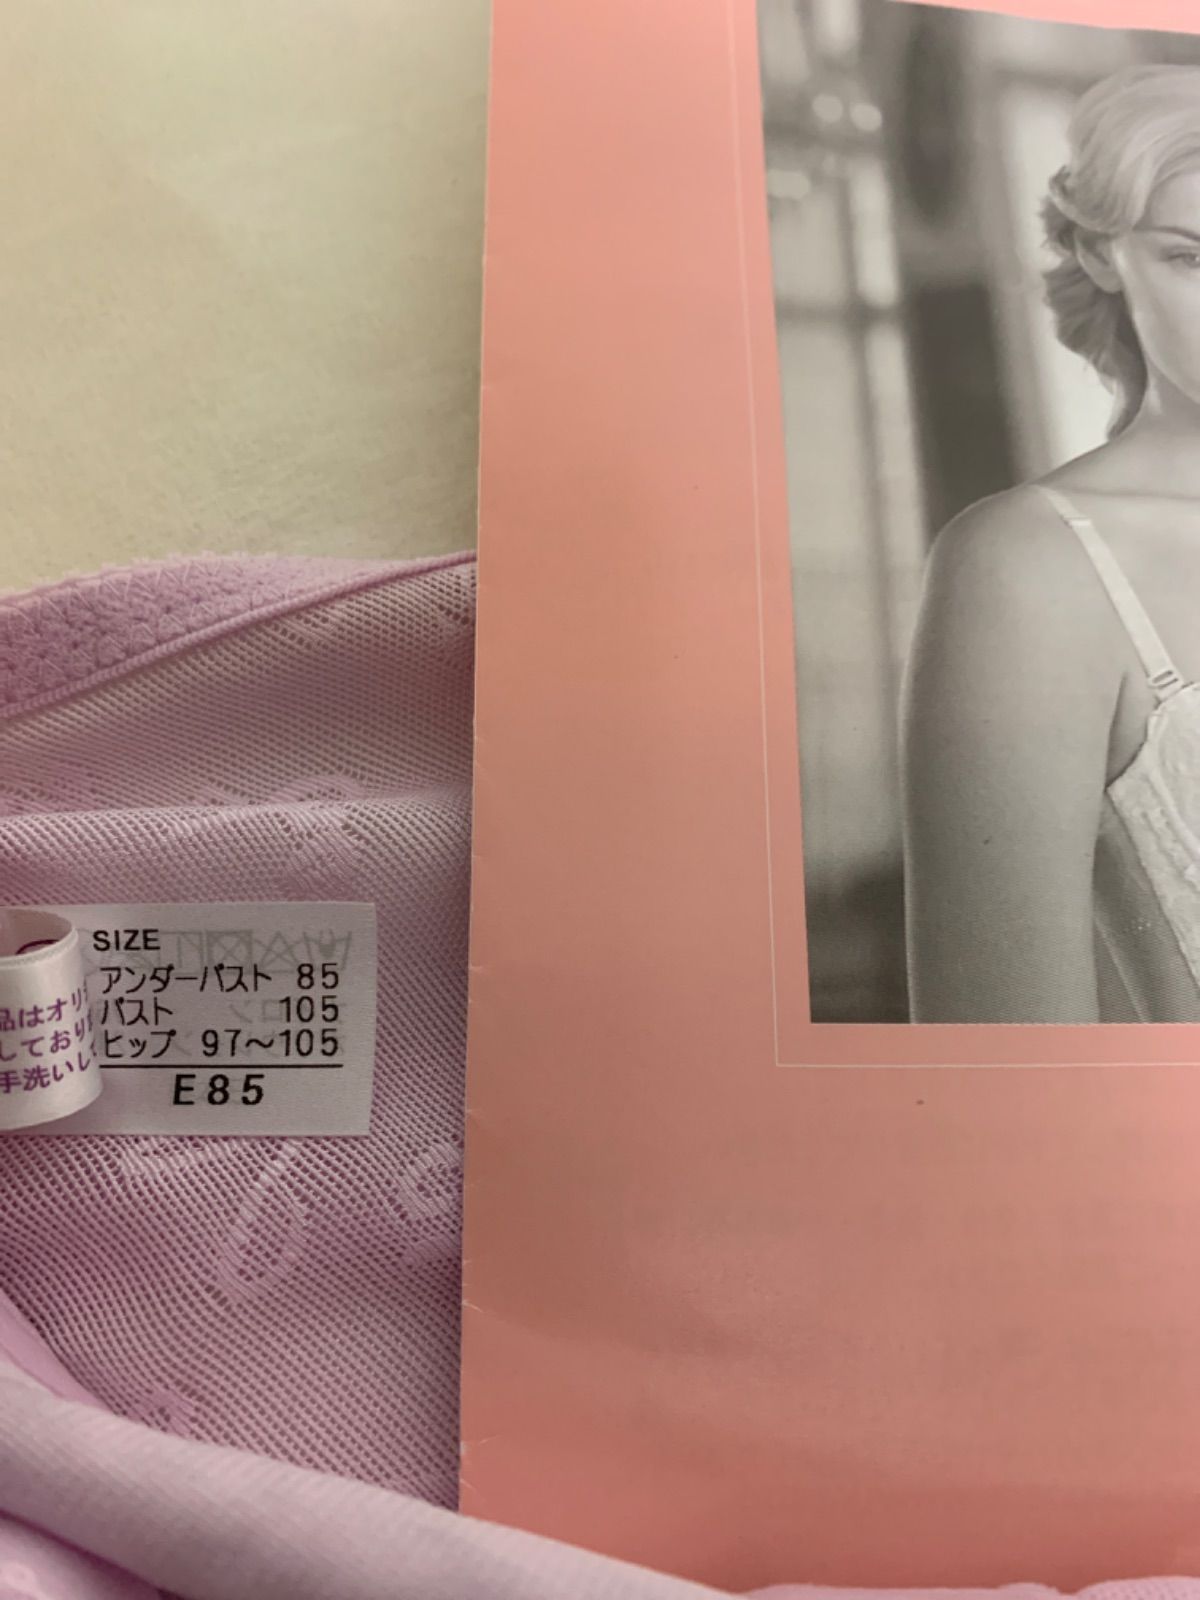 SIZE
アンダーバスト 85
バスト 105
ヒップ 97〜105
E85
品はオリ
しており
手洗いし